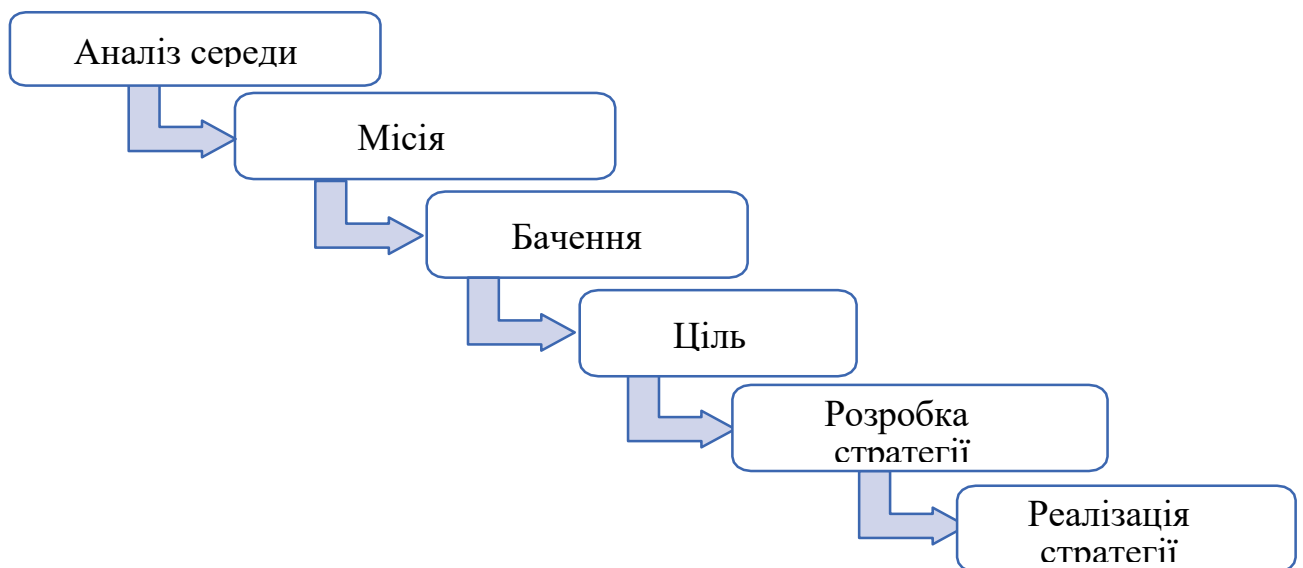 Аналіз середи
Місія
Бачення
Ціль
Розробка
стратегії
Реалізація
стратегії